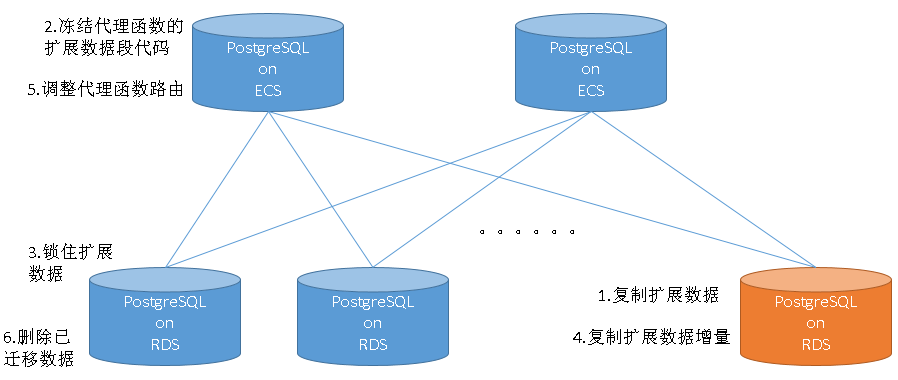 2.冻结代理函数的
扩展数据段代码
5.调整代理函数路由
PostgreSQL
on
ECS
PostgreSQL
on
ECS
。。。。。。
3.锁住扩展
数据
6.删除已
迁移数据
PostgreSQL
on
RDS
PostgreSQL
on
RDS
1.复制扩展数据
4.复制扩展数据增量
PostgreSQL
on
RDS